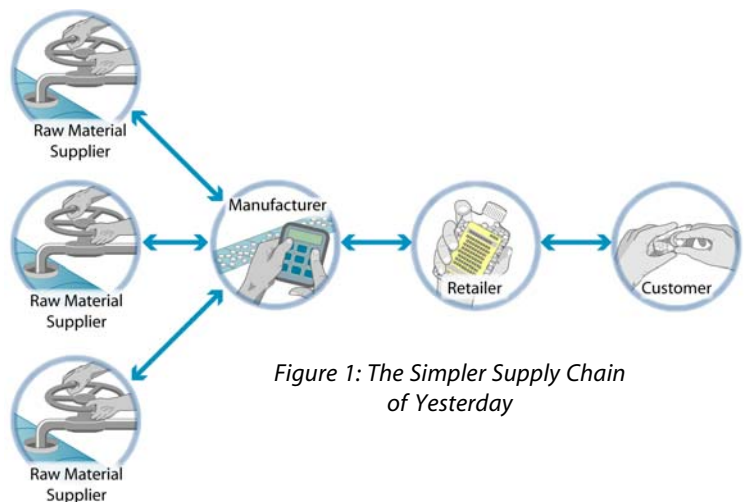 Raw Material
Supplier
Manufacturer
Raw Material
Supplier
Retailer
Customer
Raw Material
Supplier
Figure 1: The Simpler Supply Chain
of Yesterday